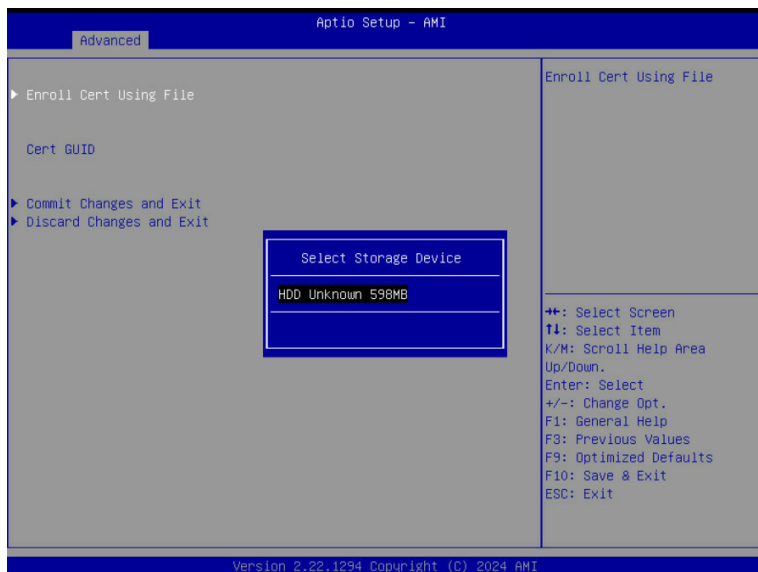 Aptio Setup – AMI
Advanced
Enroll Cert Using File
Cert GUID
Commit Changes and Exit
Discard Changes and Exit
Select Storage Device
HDD Unknown 598MB
Enroll Cert Using File
→←: Select Screen
↑↓: Select Item
K/M: Scroll Help Area
Up/Down.
Enter: Select
+/-: Change Opt.
F1: General Help
F3: Previous Values
F9: Optimized Defaults
F10: Save & Exit
ESC: Exit
Version 2.22.1294 Copyright (C) 2024 AMI